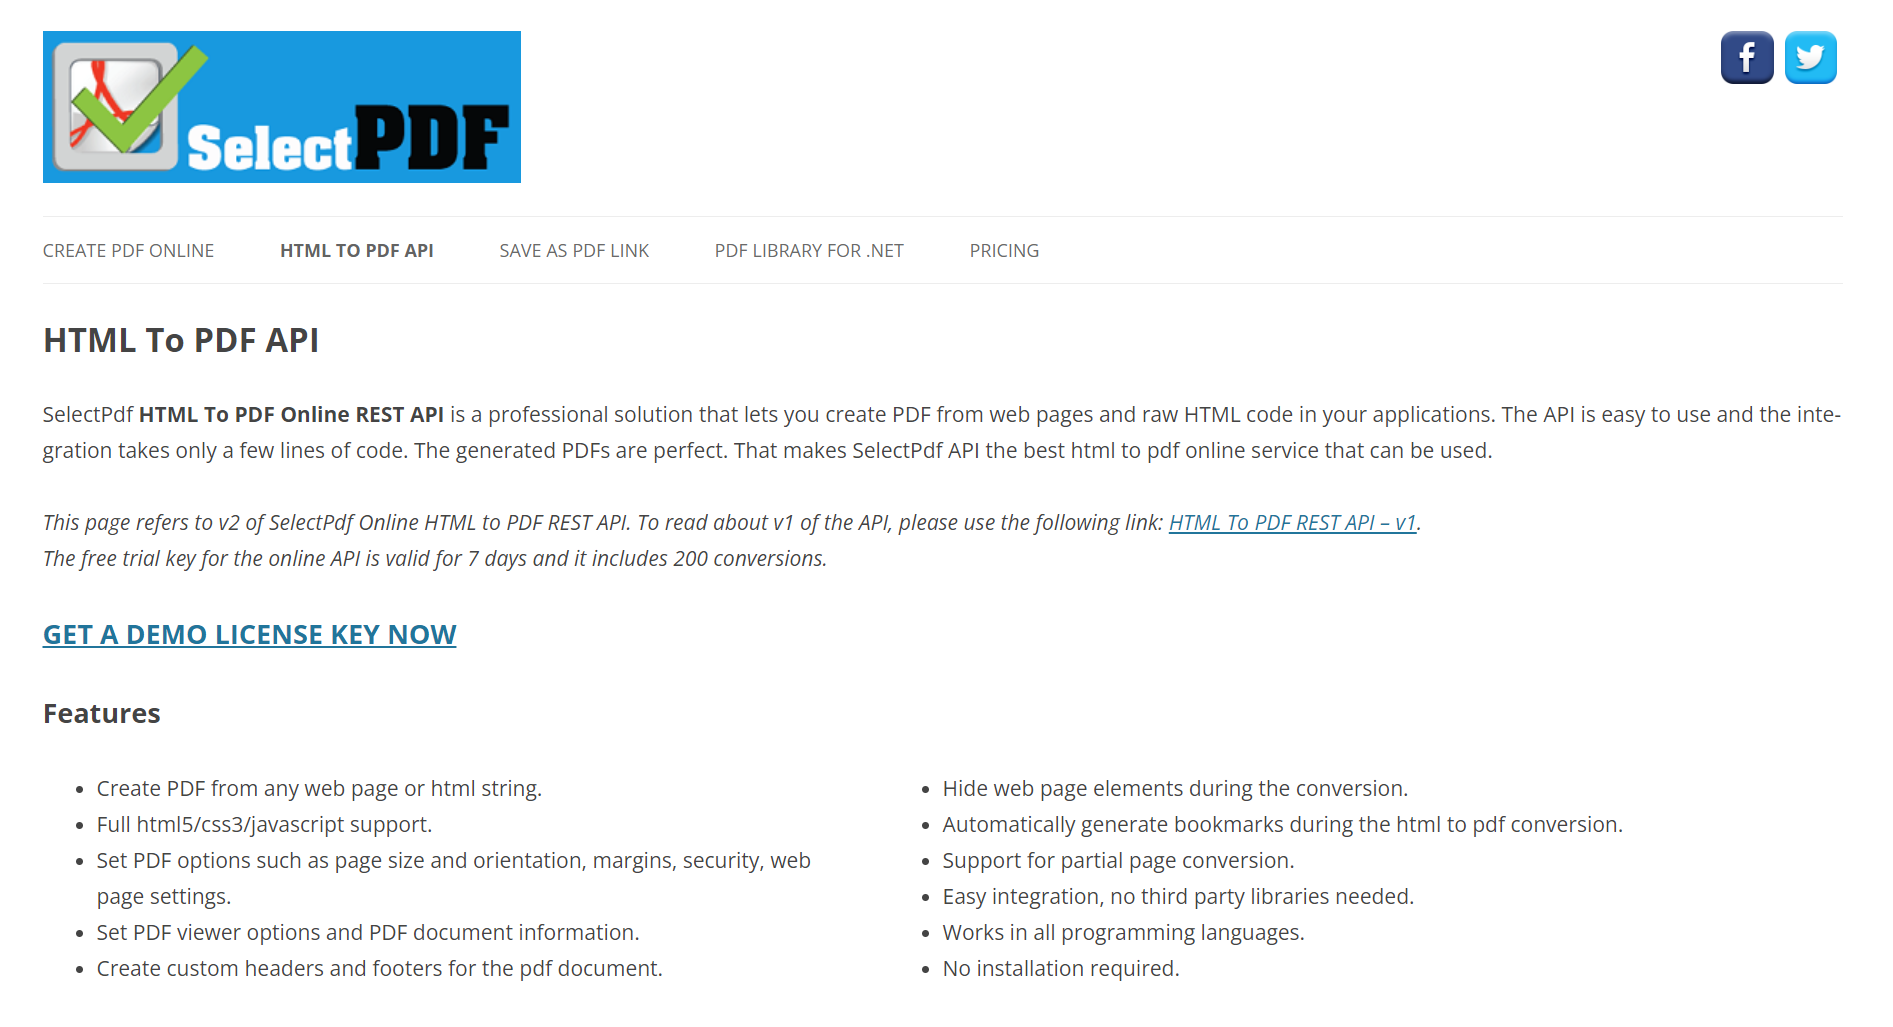 SelectPDF
CREATE PDF ONLINE
HTML TO PDF API
SAVE AS PDF LINK
PDF LIBRARY FOR .NET
PRICING
HTML To PDF API
SelectPdf HTML To PDF Online REST API is a professional solution that lets you create PDF from web pages and raw HTML code in your applications. The API is easy to use and the inte-
gration takes only a few lines of code. The generated PDFs are perfect. That makes SelectPdf API the best html to pdf online service that can be used.
This page refers to v2 of SelectPdf Online HTML to PDF REST API. To read about v1 of the API, please use the following link: HTML To PDF REST API – v1.
The free trial key for the online API is valid for 7 days and it includes 200 conversions.
GET A DEMO LICENSE KEY NOW
Features
• Create PDF from any web page or html string.
• Full html5/css3/javascript support.
• Set PDF options such as page size and orientation, margins, security, web
page settings.
• Set PDF viewer options and PDF document information.
• Create custom headers and footers for the pdf document.
• Hide web page elements during the conversion.
• Automatically generate bookmarks during the html to pdf conversion.
• Support for partial page conversion.
• Easy integration, no third party libraries needed.
• Works in all programming languages.
• No installation required.